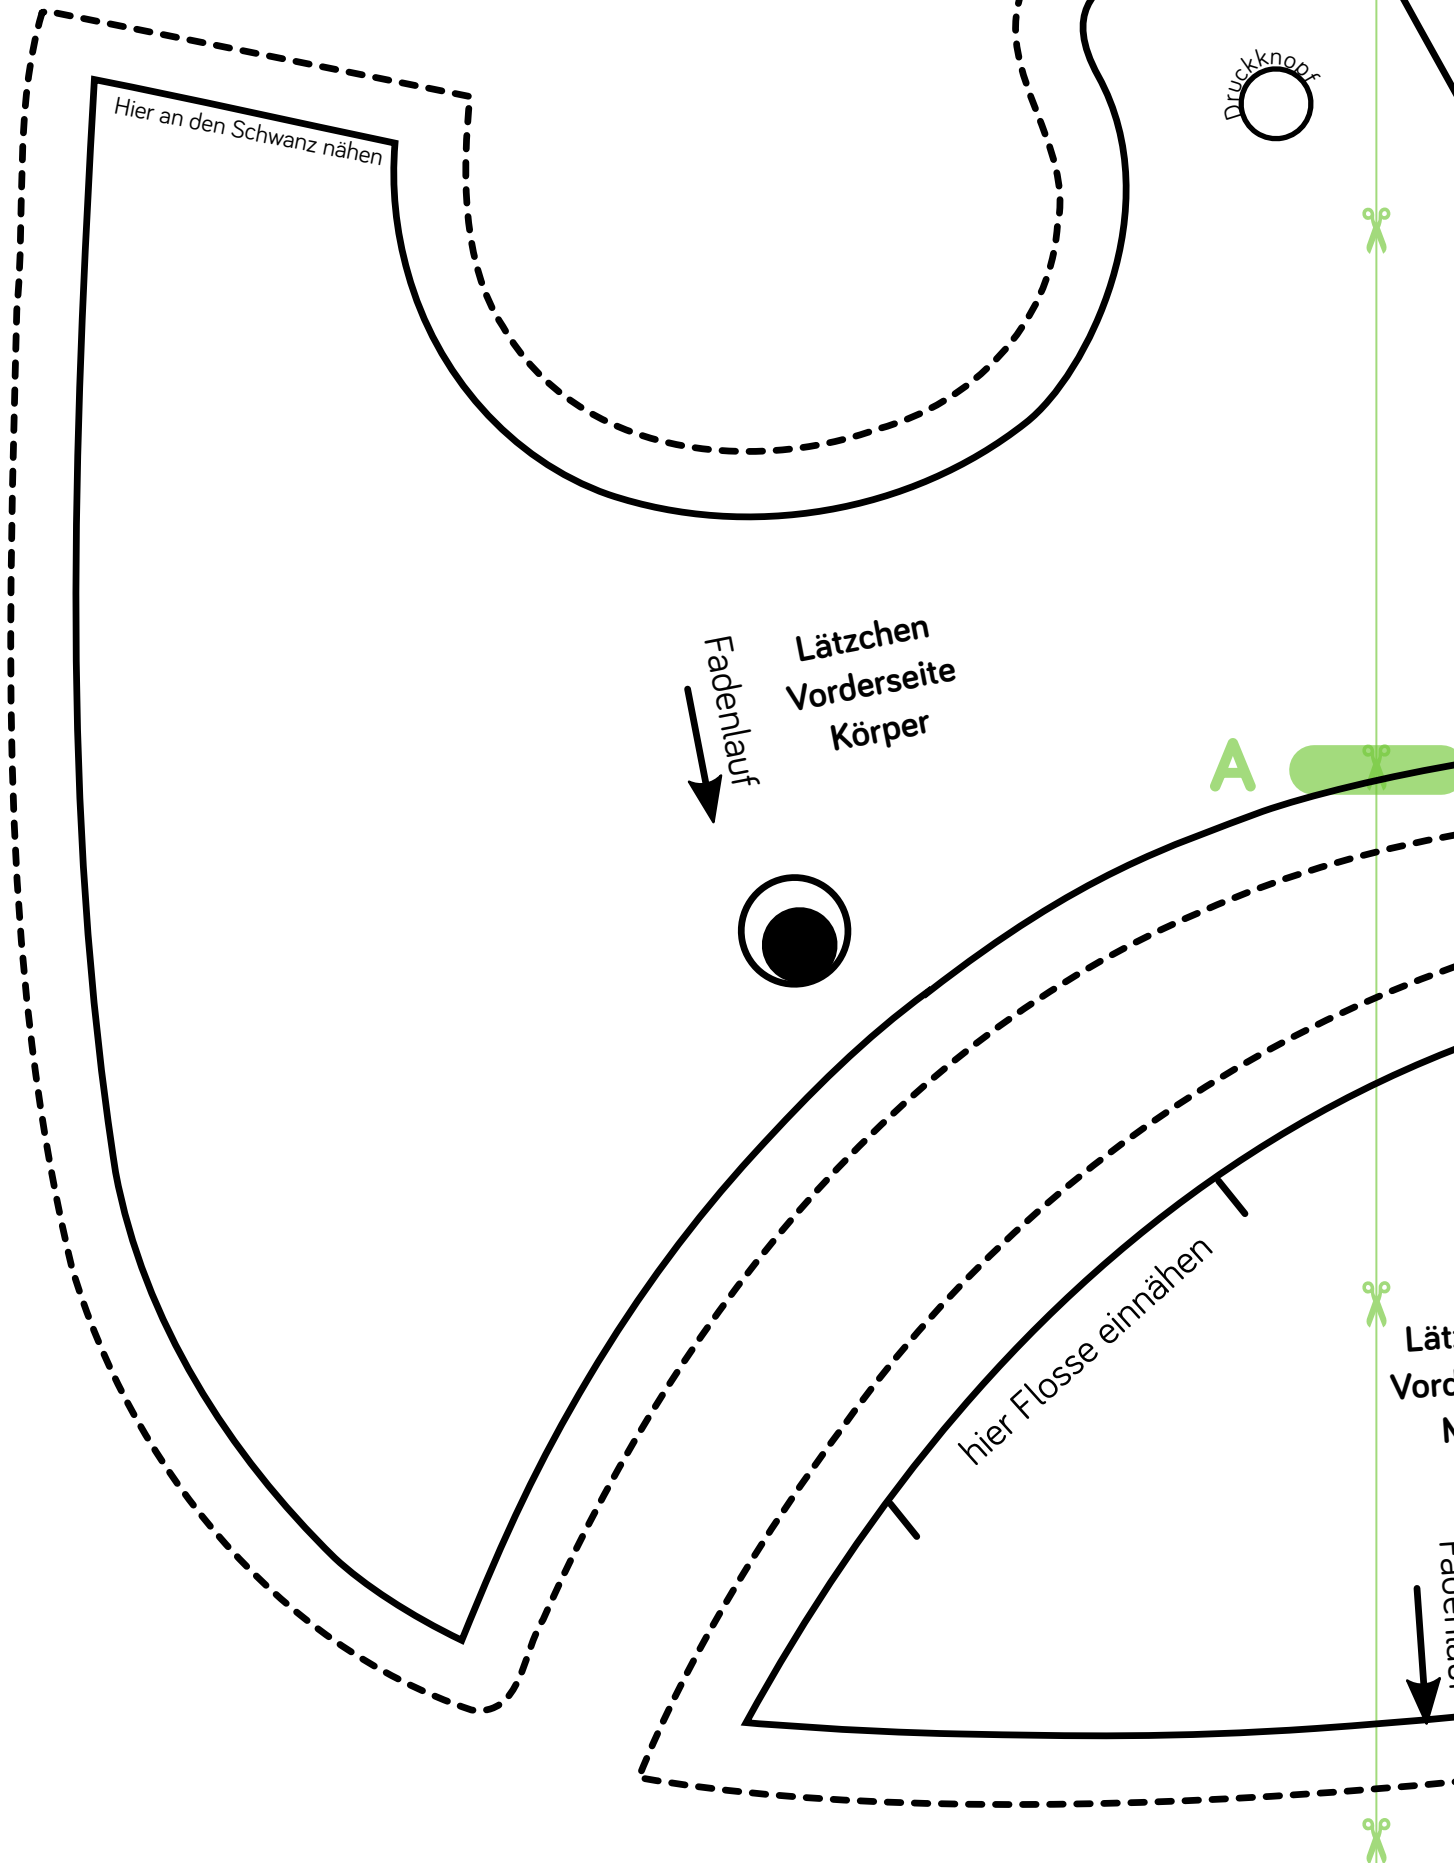 Druckknopf
Hier an den Schwanz nähen
Lätzchen
Vorderseite
Körper
Fadenlauf
A
hier Flosse einnähen